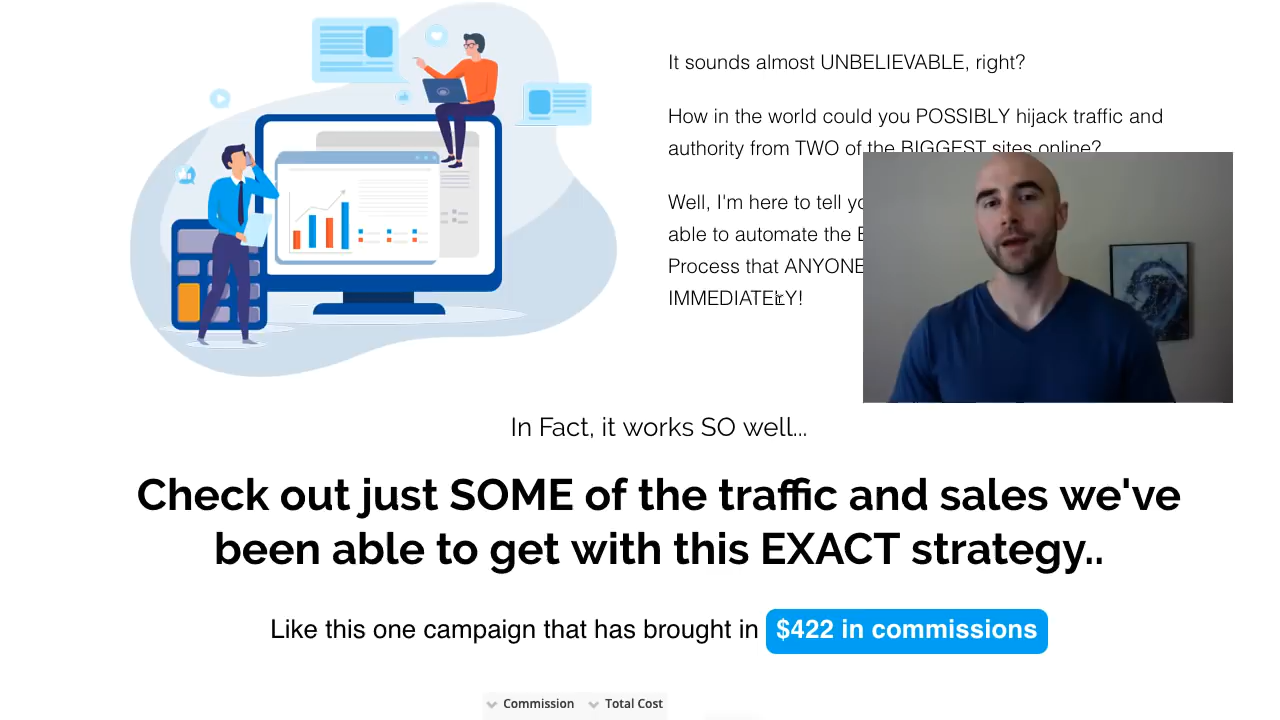 It sounds almost UNBELIEVABLE, right?
How in the world could you POSSIBLY hijack traffic and
authority from TWO of the BIGGEST sites online?
Well, I'm here to tell
able to automate the
Process that ANYONE
IMMEDIATELY!
In Fact, it works SO well...
Check out just SOME of the traffic and sales we've
been able to get with this EXACT strategy..
Like this one campaign that has brought in $422 in commissions
Commission Total Cost